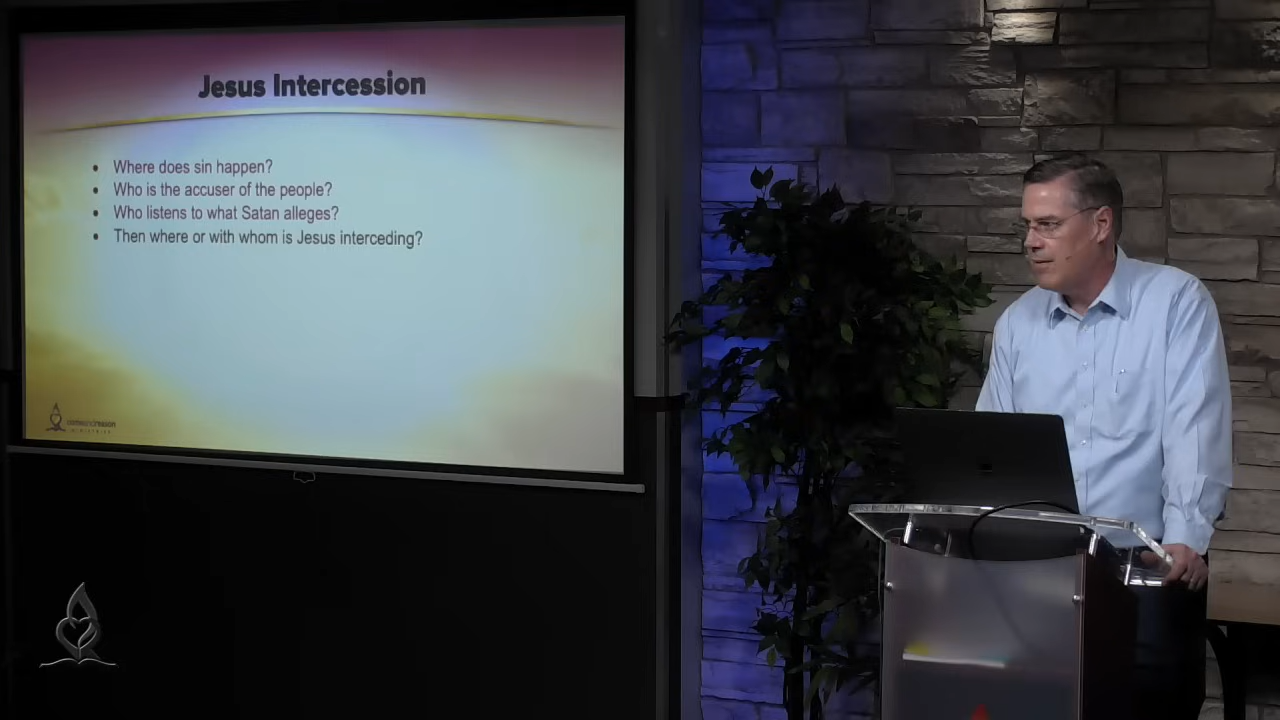 Jesus Intercession
• Where does sin happen?
• Who is the accuser of the people?
• Who listens to what Satan alleges?
• Then where or with whom is Jesus interceding?